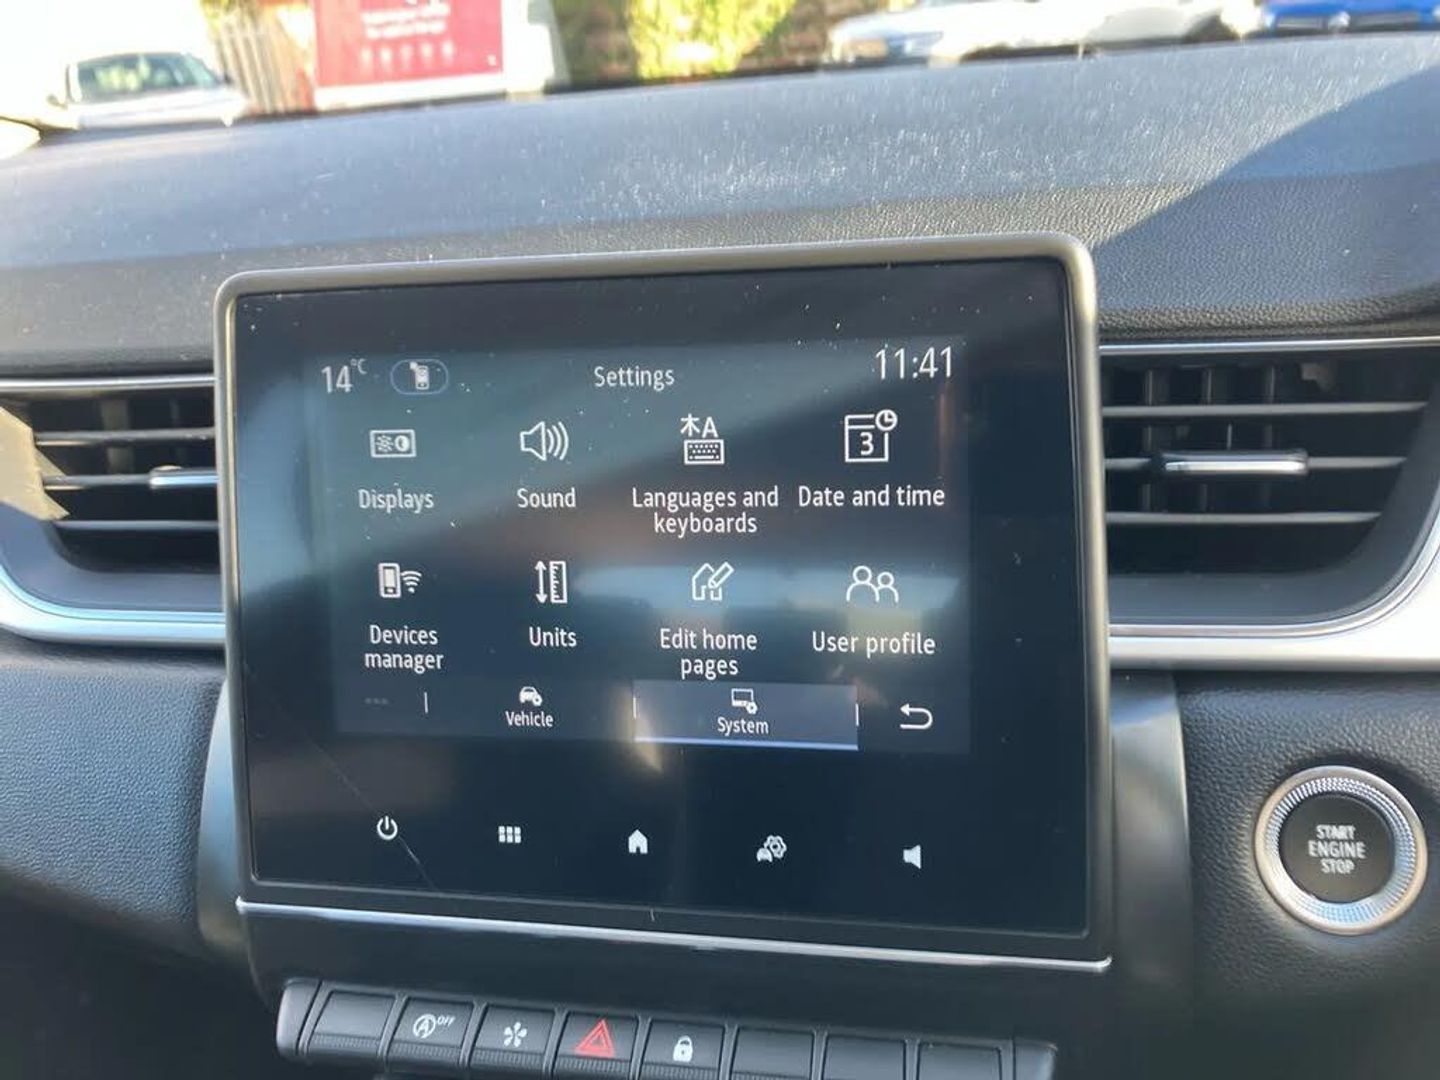 14°C Settings 11:41
3
Displays Sound Languages and keyboards Date and time
Devices manager Units Edit home pages User profile
Vehicle System
START
ENGINE
STOP
A OFF